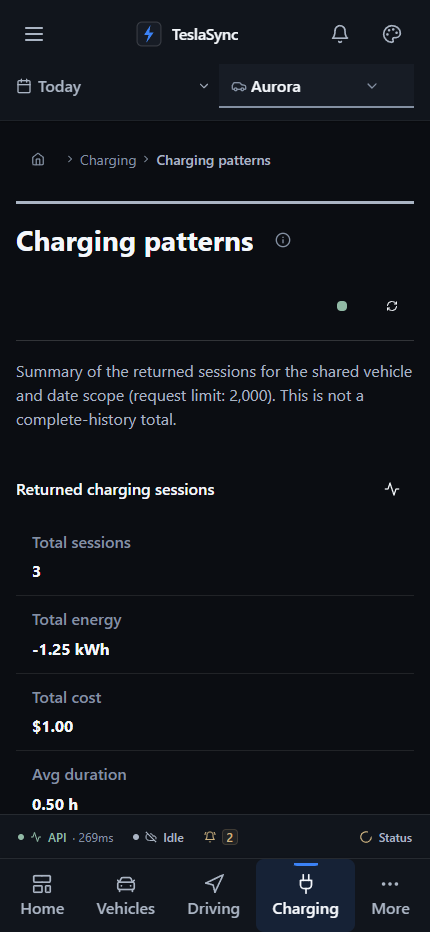 TeslaSync
Today
Aurora
Charging
Charging patterns
Charging patterns
Summary of the returned sessions for the shared vehicle
and date scope (request limit: 2,000). This is not a
complete-history total.
Returned charging sessions
Total sessions
3
Total energy
-1.25 kWh
Total cost
$1.00
Avg duration
0.50 h
API · 269ms
Idle
2
Status
Home
Vehicles
Driving
Charging
More